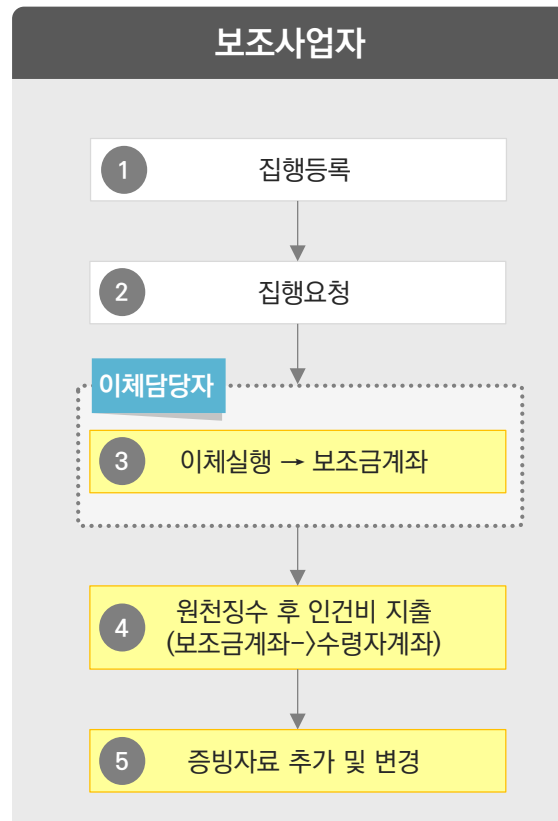 보조사업자
1 집행등록
2 집행요청
이체담당자
3 이체실행 → 보조금계좌
4 원천징수 후 인건비 지출
(보조금계좌->수령자계좌)
5 증빙자료 추가 및 변경